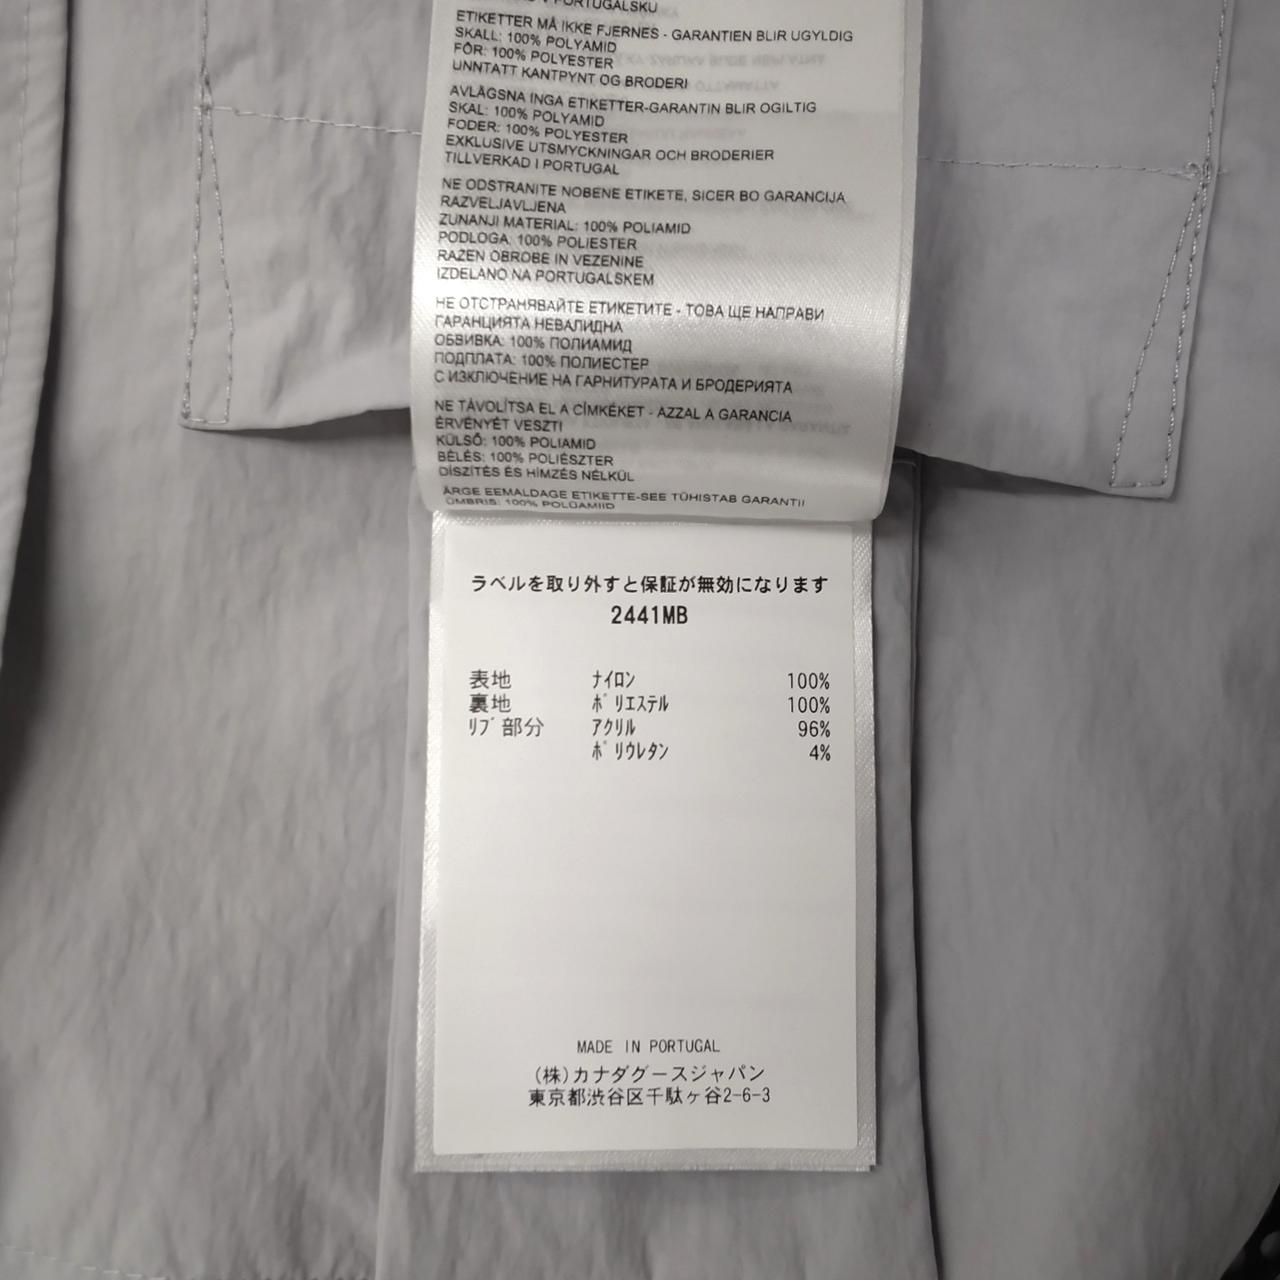 V PORTUGALSKU
ETIKETTER MÅ IKKE FJERNES - GARANTIEN BLIR UGYLDIG
SKALL: 100% POLYAMID
FÔR: 100% POLYESTER
UNNTATT KANTPYNT OG BRODERI
AVLÄGSNA INGA ETIKETTER-GARANTIN BLIR OGILTIG
SKAL: 100% POLYAMID
FODER: 100% POLYESTER
EXKLUSIVE UTSMYCKNINGAR OCH BRODERIER
TILLVERKAD I PORTUGAL
NE ODSTRANITE NOBENE ETIKETE, SICER BO GARANCIJA
RAZVELJAVLJENA
ZUNANJI MATERIAL: 100% POLIAMID
PODLOGA: 100% POLIESTER
RAZEN OBROBE IN VEZENINE
IZDELANO NA PORTUGALSKEM
НЕ ОТСТРАНЯВАЙТЕ ЕТИКЕТИТЕ - ТОВА ЩЕ НАПРАВИ
ГАРАНЦИЯТА НЕВАЛИДНА
ОБВИВКА: 100% ПОЛИАМИД
ПОДПЛАТА: 100% ПОЛИЕСТЕР
С ИЗКЛЮЧЕНИЕ НА ГАРНИТУРАТА И БРОДЕРИЯТА
NE TÁVOLÍTSA EL A CÍMKÉKET - AZZAL A GARANCIA
ÉRVÉNYÉT VESZTI
KÜLSŐ: 100% POLIAMID
BÉLÉS: 100% POLIÉSZTER
DÍSZÍTÉS ÉS HÍMZÉS NÉLKÜL
ÄRGE EEMALDAGE ETIKETTE-SEE TÜHISTAB GARANTII
ÜMBRIS: 100% POLÜAMIID
ラベルを取り外すと保証が無効になります
2441MB
表地 ナイロン 100%
裏地 ポリエステル 100%
リブ部分 アクリル 96%
ポリウレタン 4%
MADE IN PORTUGAL
(株)カナダグースジャパン
東京都渋谷区千駄ヶ谷2-6-3